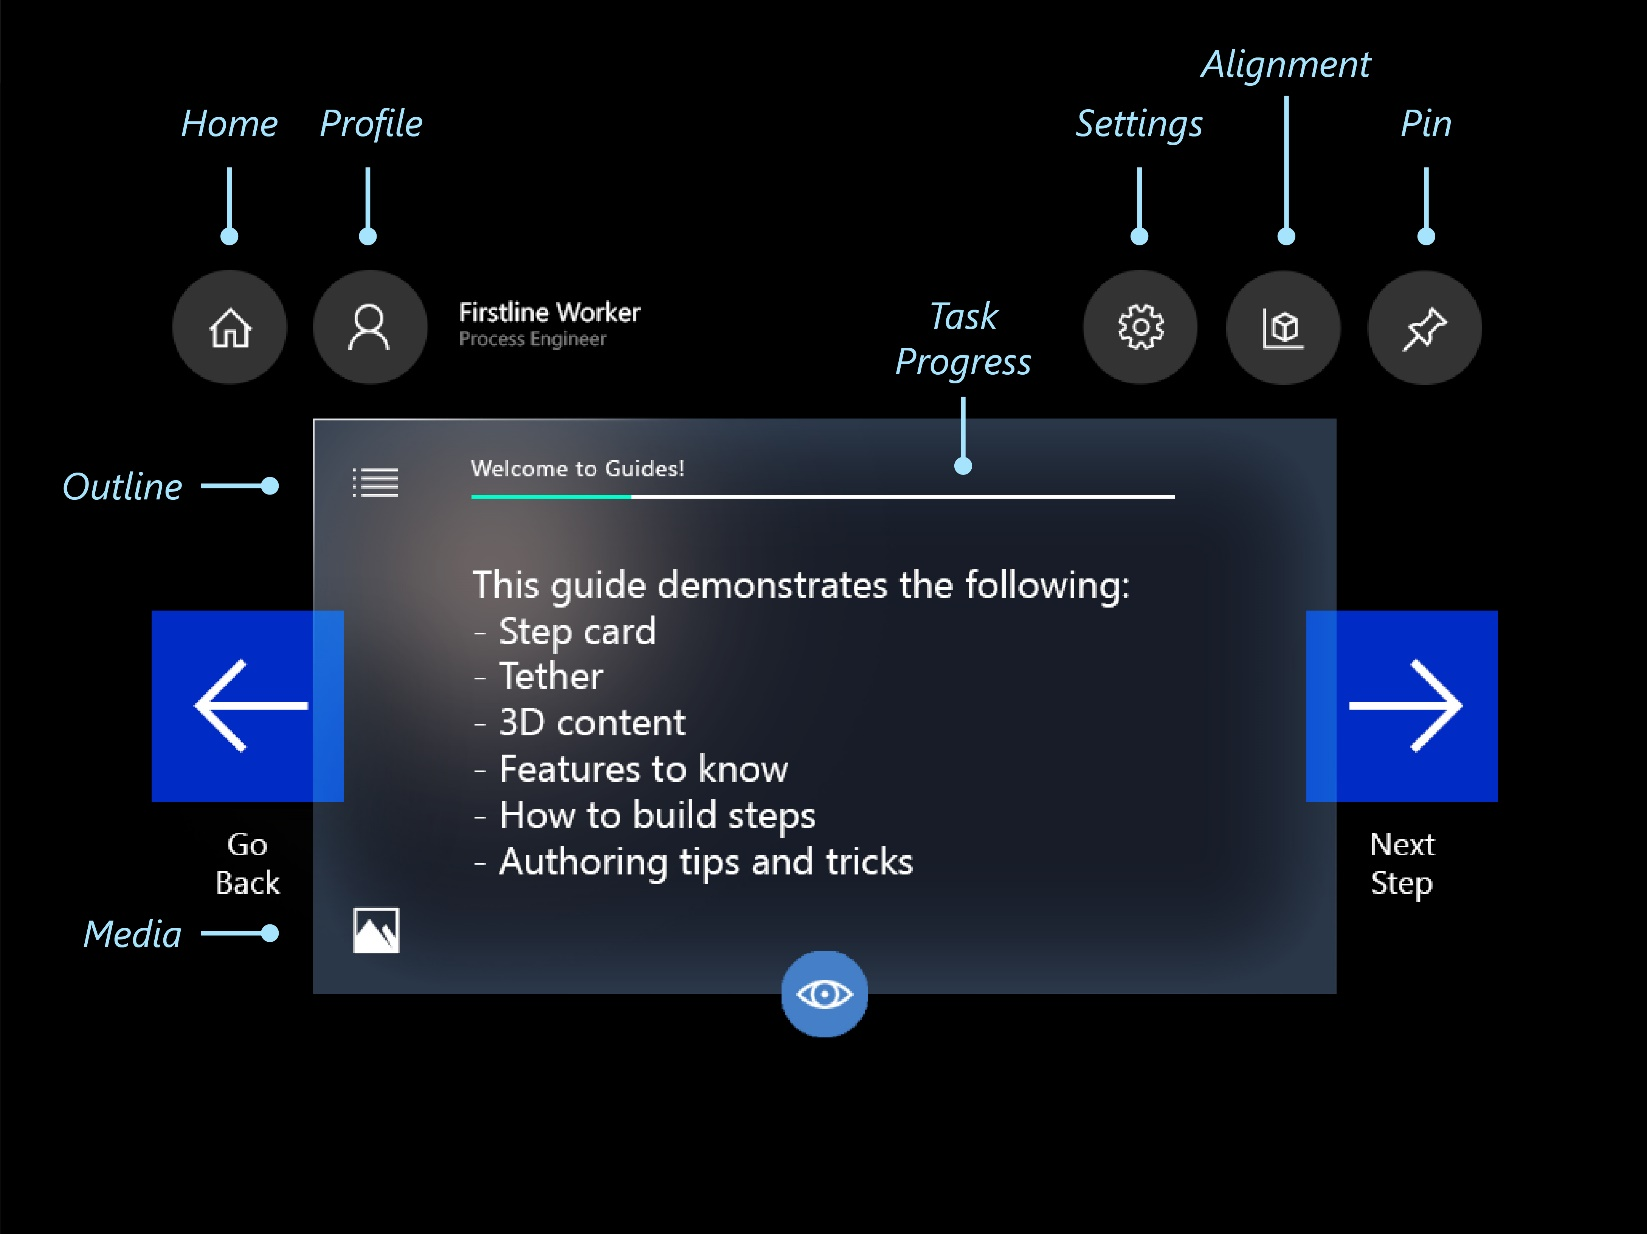 Alignment
Home
Profile
Settings
Pin
Firstline Worker
Process Engineer
Task
Progress
Outline
Welcome to Guides!
This guide demonstrates the following:
- Step card
- Tether
- 3D content
- Features to know
- How to build steps
- Authoring tips and tricks
Go
Back
Next
Step
Media